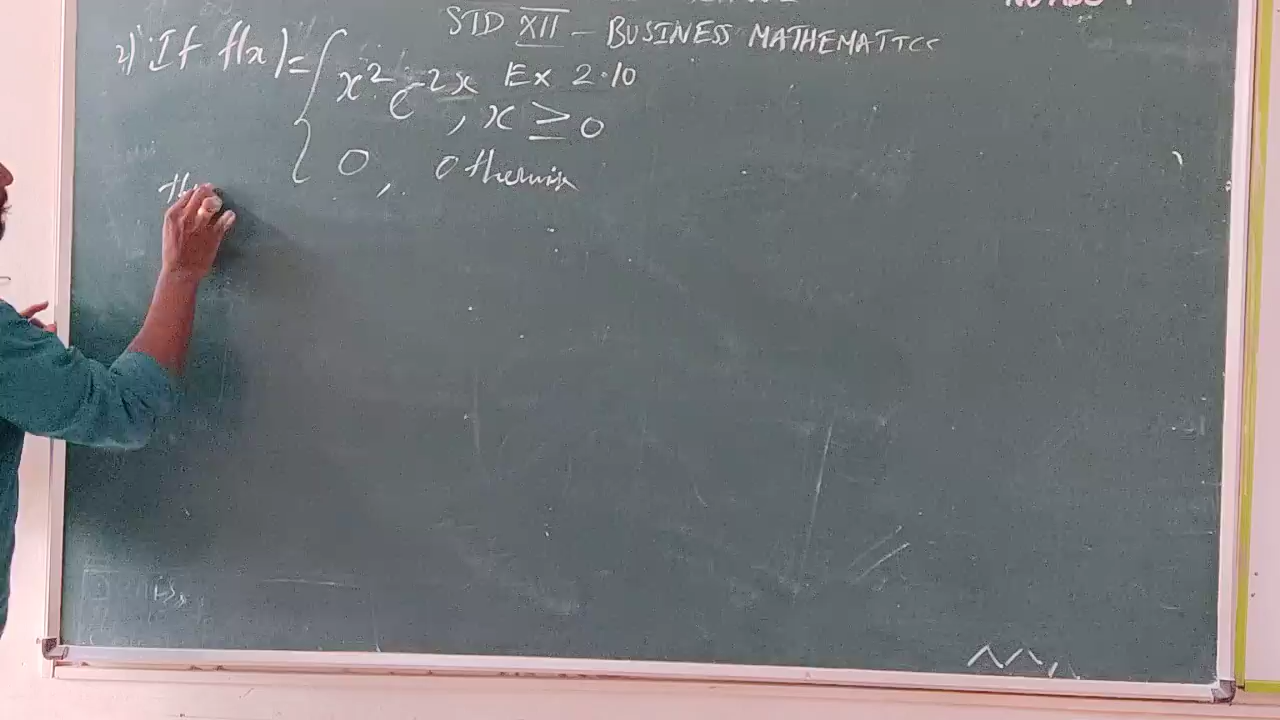 STD XII - BUSINESS MATHEMATICS
Ex 2.10
2) If f(x) = { x² e^-2x , x ≥ 0
0 , otherwise